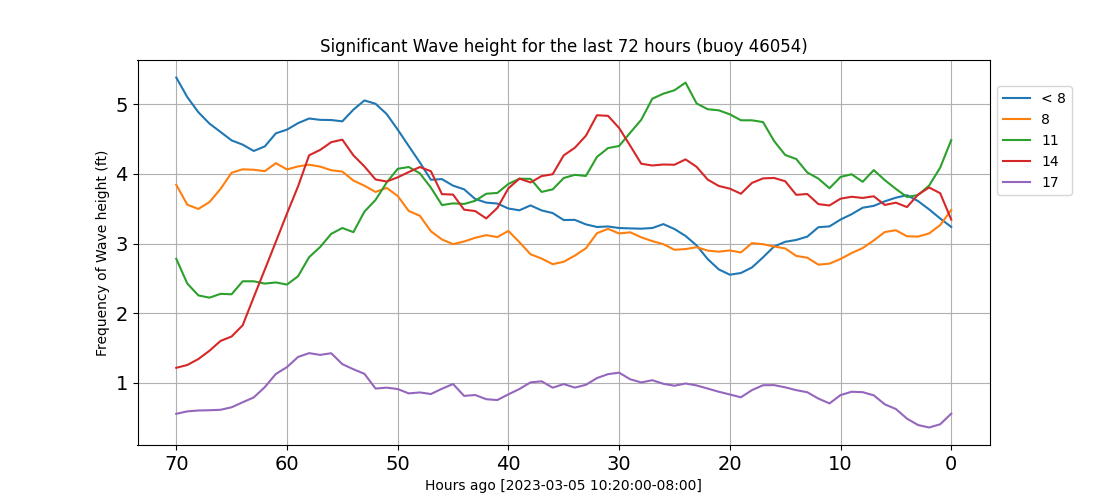 Significant Wave height for the last 72 hours (buoy 46054)
Frequency of Wave height (ft)
5
4
3
2
1
70 60 50 40 30 20 10 0
Hours ago [2023-03-05 10:20:00-08:00]
< 8
8
11
14
17